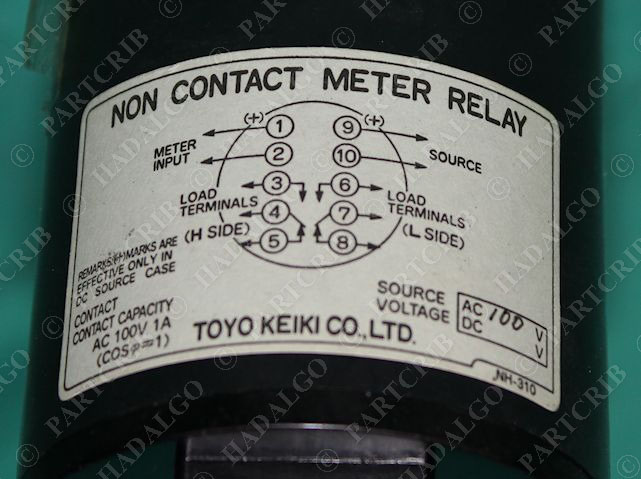 NON CONTACT METER RELAY
(+) 1 9 (+)
METER INPUT 2 10 SOURCE
3 6
LOAD TERMINALS 4 7 LOAD TERMINALS
(H SIDE) 5 8 (L SIDE)
REMARKS:(+)MARKS ARE
EFFECTIVE ONLY IN
DC SOURCE CASE
CONTACT
CONTACT CAPACITY
AC 100V 1A
(COS φ=1)
SOURCE VOLTAGE
AC 100 V
DC V
TOYO KEIKI CO., LTD.
NH-310
© PARTCRIB
© HADALGO